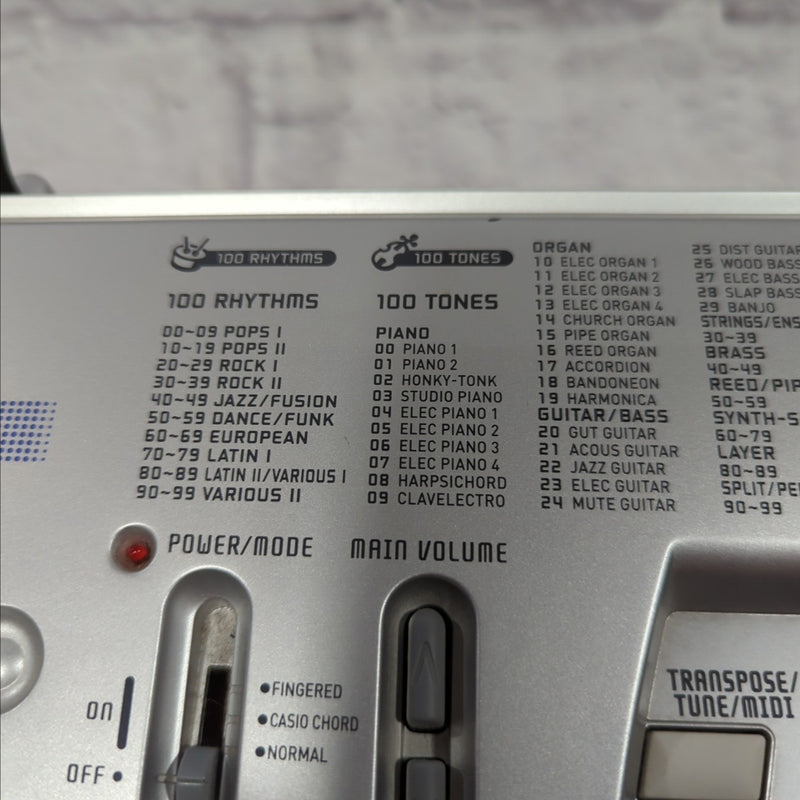 100 RHYTHMS
100 RHYTHMS
00~09 POPS I
10~19 POPS II
20~29 ROCK I
30~39 ROCK II
40~49 JAZZ/FUSION
50~59 DANCE/FUNK
60~69 EUROPEAN
70~79 LATIN I
80~89 LATIN II/VARIOUS I
90~99 VARIOUS II
100 TONES
100 TONES
PIANO
00 PIANO 1
01 PIANO 2
02 HONKY-TONK
03 STUDIO PIANO
04 ELEC PIANO 1
05 ELEC PIANO 2
06 ELEC PIANO 3
07 ELEC PIANO 4
08 HARPSICHORD
09 CLAVELECTRO
ORGAN
10 ELEC ORGAN 1
11 ELEC ORGAN 2
12 ELEC ORGAN 3
13 ELEC ORGAN 4
14 CHURCH ORGAN
15 PIPE ORGAN
16 REED ORGAN
17 ACCORDION
18 BANDONEON
19 HARMONICA
GUITAR/BASS
20 GUT GUITAR
21 ACOUS GUITAR
22 JAZZ GUITAR
23 ELEC GUITAR
24 MUTE GUITAR
25 DIST GUITAR
26 WOOD BASS
27 ELEC BASS
28 SLAP BASS
29 BANJO
STRINGS/ENS
30~39
BRASS
40~49
REED/PIP
50~59
SYNTH-S
60~79
LAYER
80~89
SPLIT/PE
90~99
POWER/MODE
MAIN VOLUME
ON
OFF
FINGERED
CASIO CHORD
NORMAL
TRANSPOSE/
TUNE/MIDI